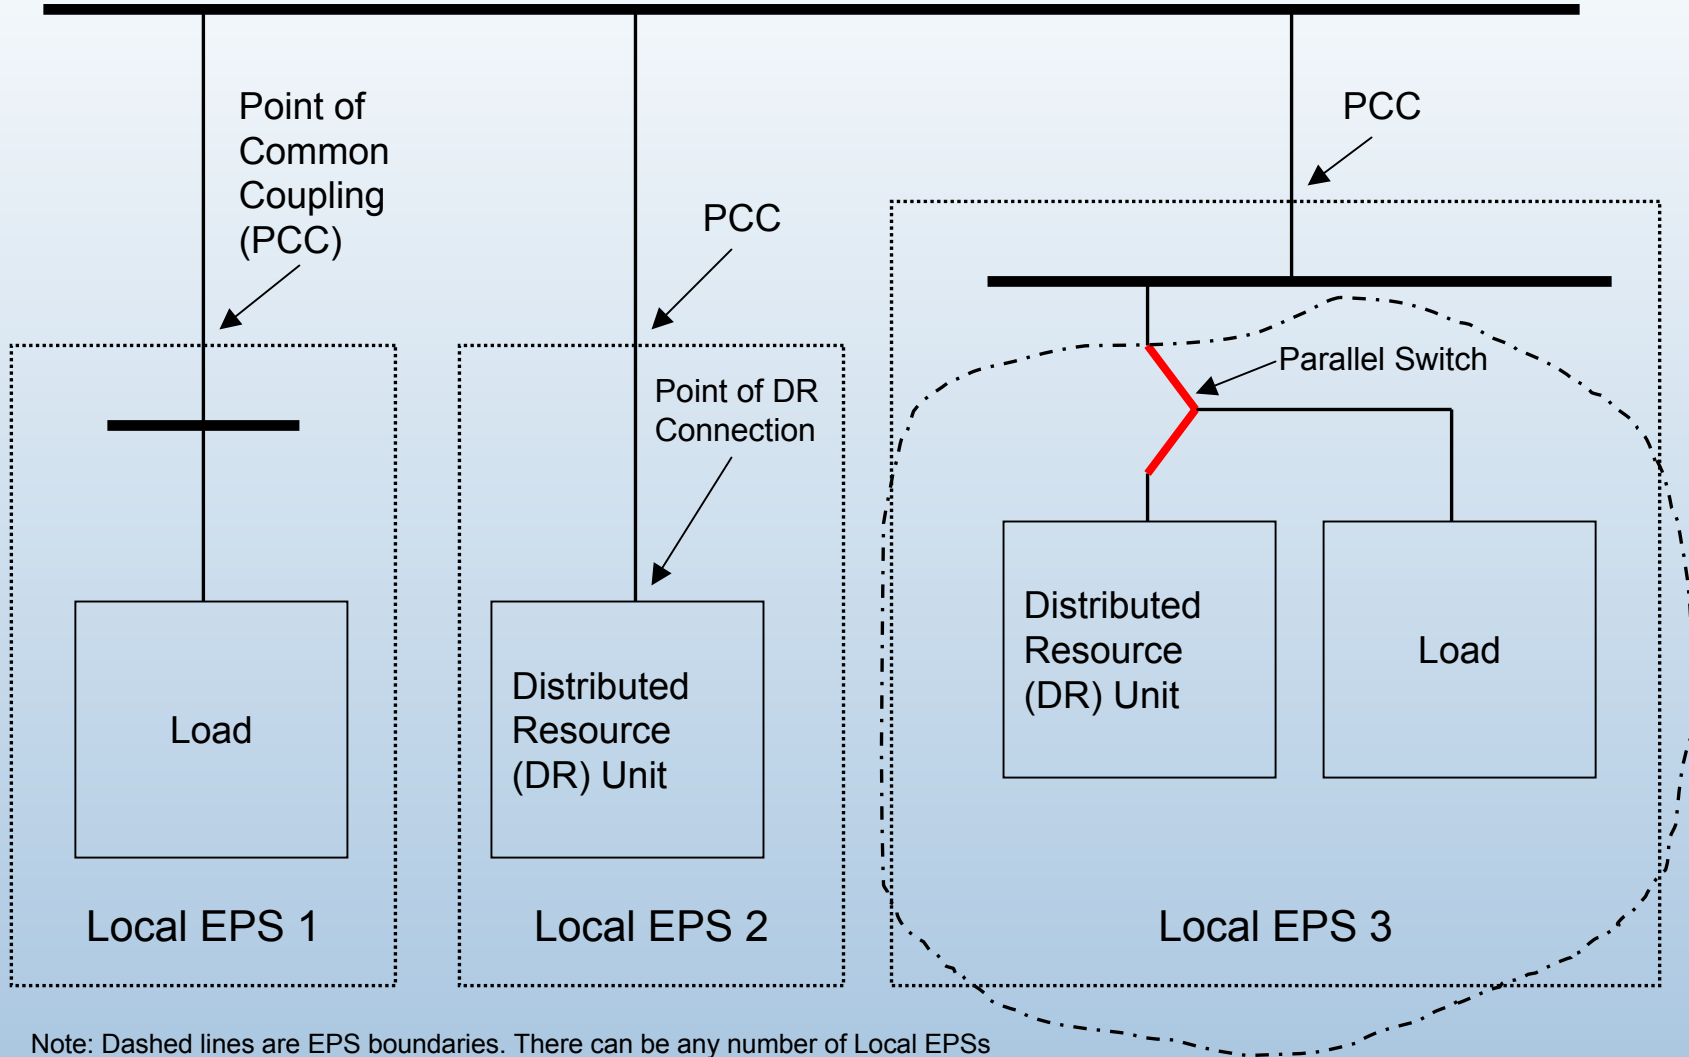 Point of
Common
Coupling
(PCC)
PCC
PCC
Point of DR
Connection
Parallel Switch
Load
Distributed
Resource
(DR) Unit
Distributed
Resource
(DR) Unit
Load
Local EPS 1
Local EPS 2
Local EPS 3
Note: Dashed lines are EPS boundaries. There can be any number of Local EPSs